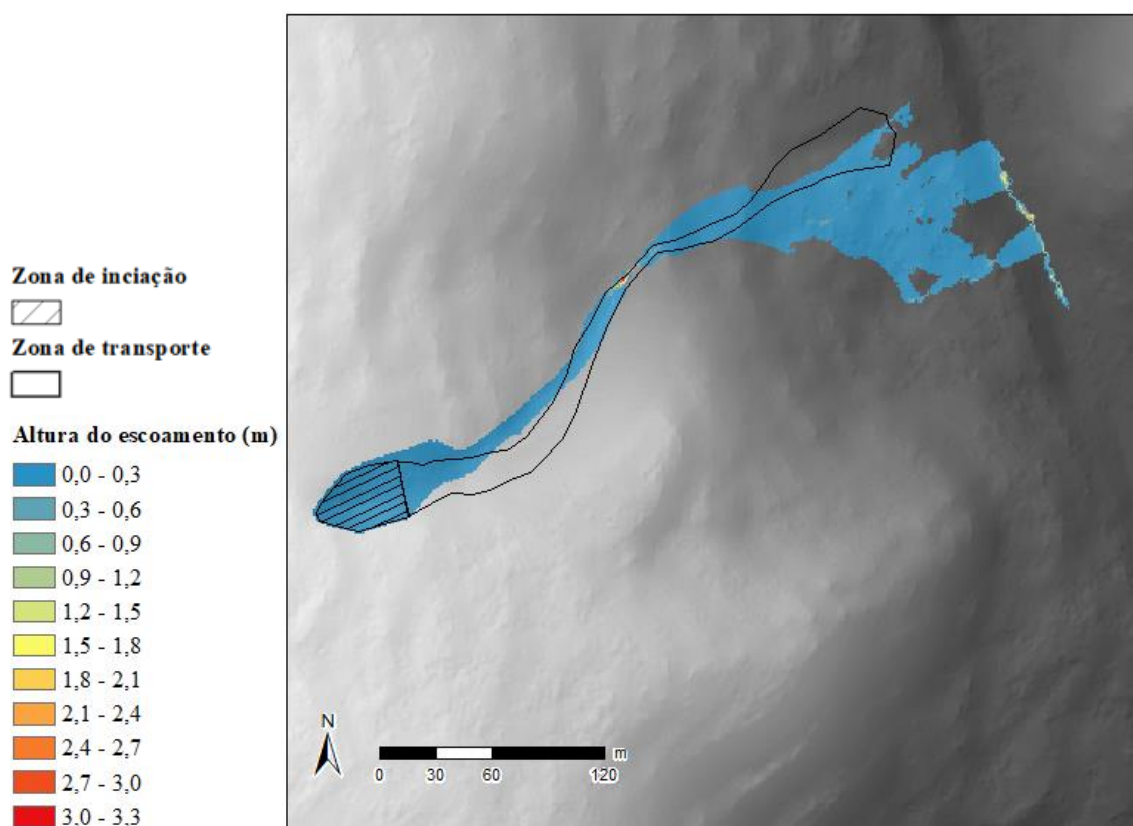 Zona de inciação
Zona de transporte
Altura do escoamento (m)
0,0 - 0,3
0,3 - 0,6
0,6 - 0,9
0,9 - 1,2
1,2 - 1,5
1,5 - 1,8
1,8 - 2,1
2,1 - 2,4
2,4 - 2,7
2,7 - 3,0
3,0 - 3,3
N
m
0 30 60 120